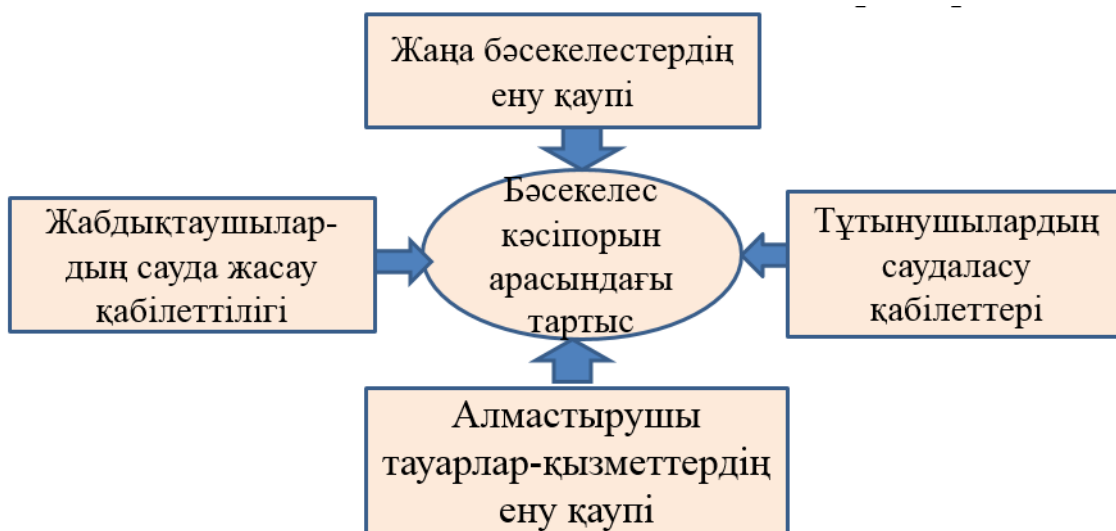 Жаңа бәсекелестердің
ену қаупі
Жабдықтаушылар-
дың сауда жасау
қабілеттілігі
Бәсекелес
кәсіпорын
арасындағы
тартыс
Тұтынушылардың
саудаласу
қабілеттері
Алмастырушы
тауарлар-қызметтердің
ену қаупі